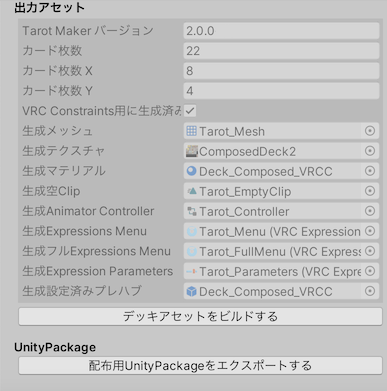 出力アセット
Tarot Maker バージョン 2.0.0
カード枚数 22
カード枚数 X 8
カード枚数 Y 4
VRC Constraints用に生成済み
生成メッシュ Tarot_Mesh
生成テクスチャ ComposedDeck2
生成マテリアル Deck_Composed_VRCC
生成空Clip Tarot_EmptyClip
生成Animator Controller Tarot_Controller
生成Expressions Menu Tarot_Menu (VRC Expression
生成フルExpressions Menu Tarot_FullMenu (VRC Expres
生成Expression Parameters Tarot_Parameters (VRC Expre
生成設定済みプレハブ Deck_Composed_VRCC
デッキアセットをビルドする
UnityPackage
配布用UnityPackageをエクスポートする